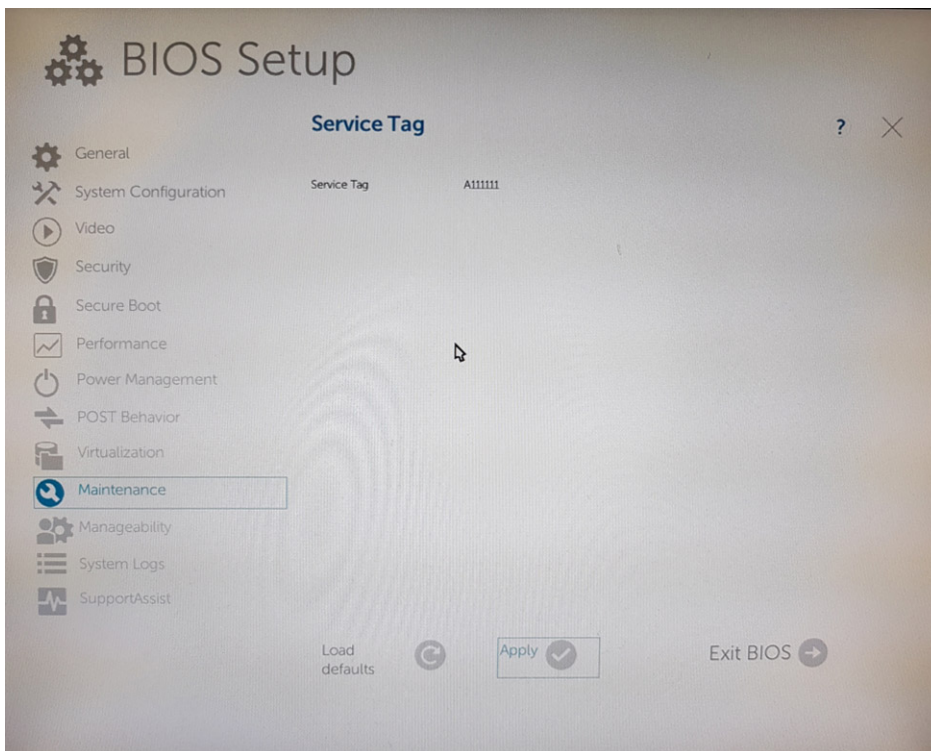 BIOS Setup
Service Tag
?
General
System Configuration
Service Tag A111111
Video
Security
Secure Boot
Performance
Power Management
POST Behavior
Virtualization
Maintenance
Manageability
System Logs
SupportAssist
Load
defaults
Apply
Exit BIOS